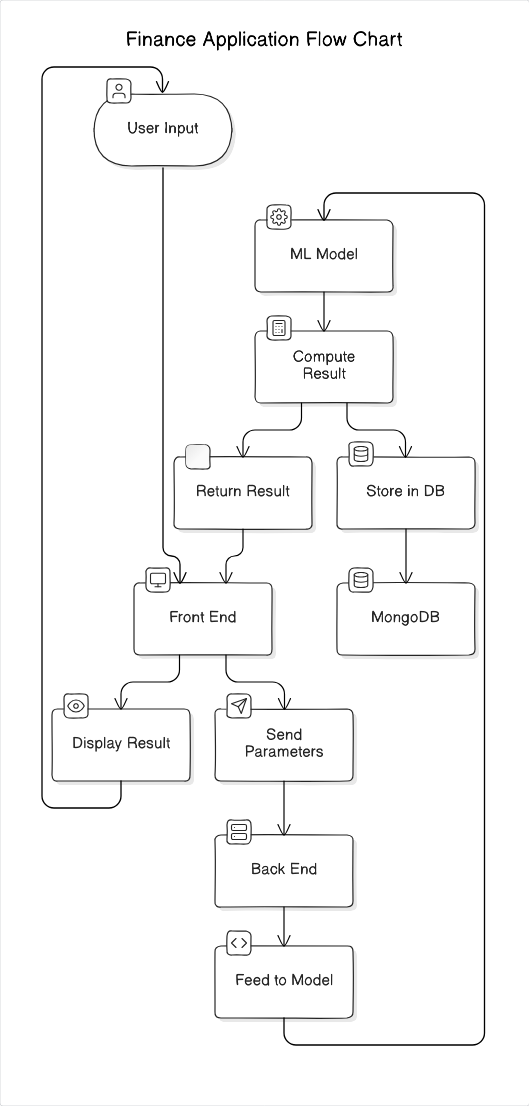 Finance Application Flow Chart
User Input
ML Model
Compute
Result
Return Result
Store in DB
Front End
MongoDB
Display Result
Send
Parameters
Back End
Feed to Model